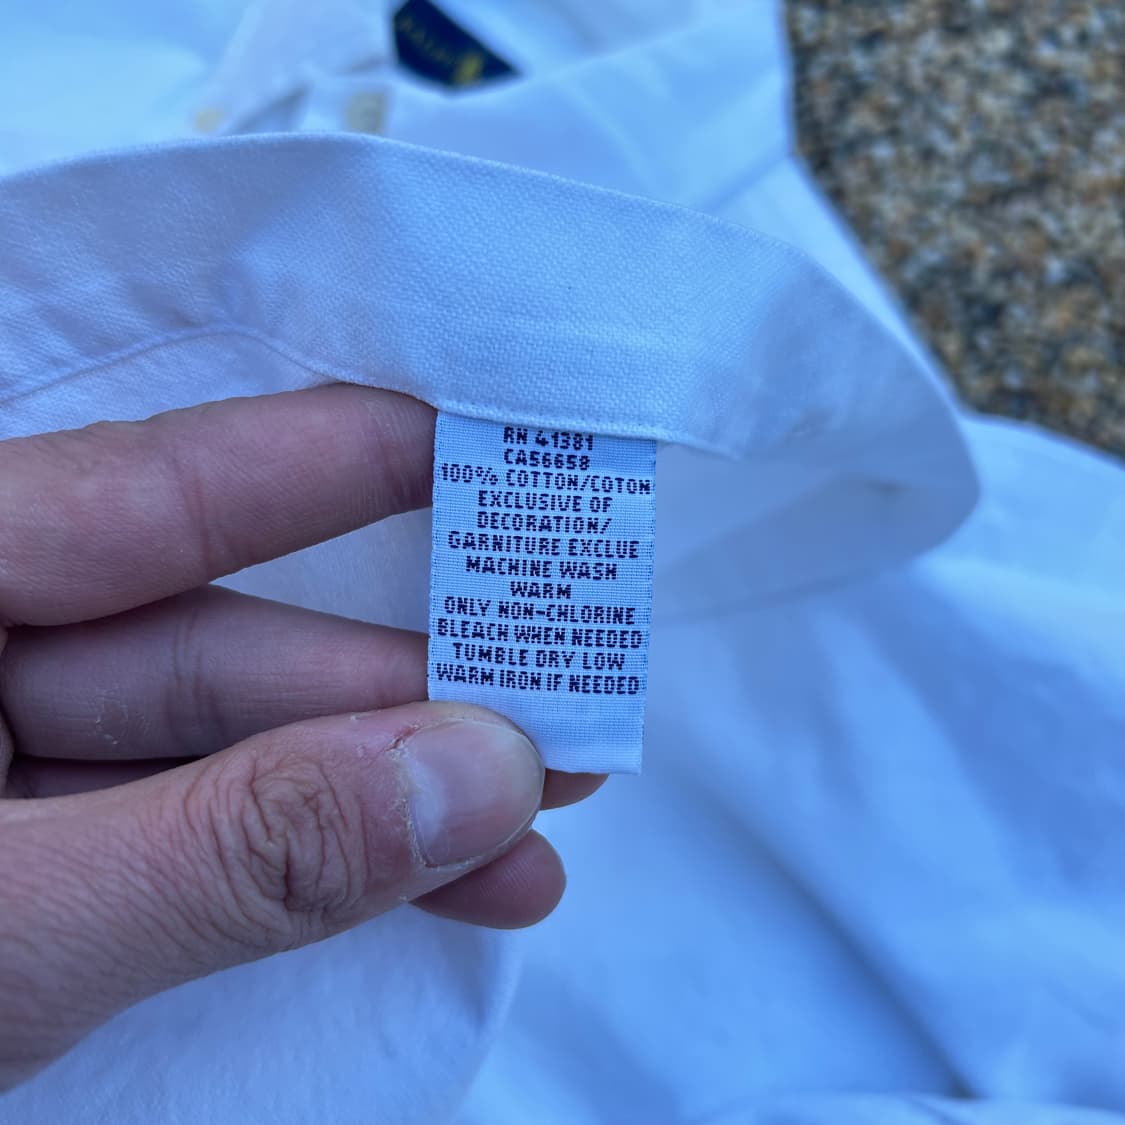 RN 41381
CA56658
100% COTTON/COTON
EXCLUSIVE OF
DECORATION/
GARNITURE EXCLUE
MACHINE WASH
WARM
ONLY NON-CHLORINE
BLEACH WHEN NEEDED
TUMBLE DRY LOW
WARM IRON IF NEEDED